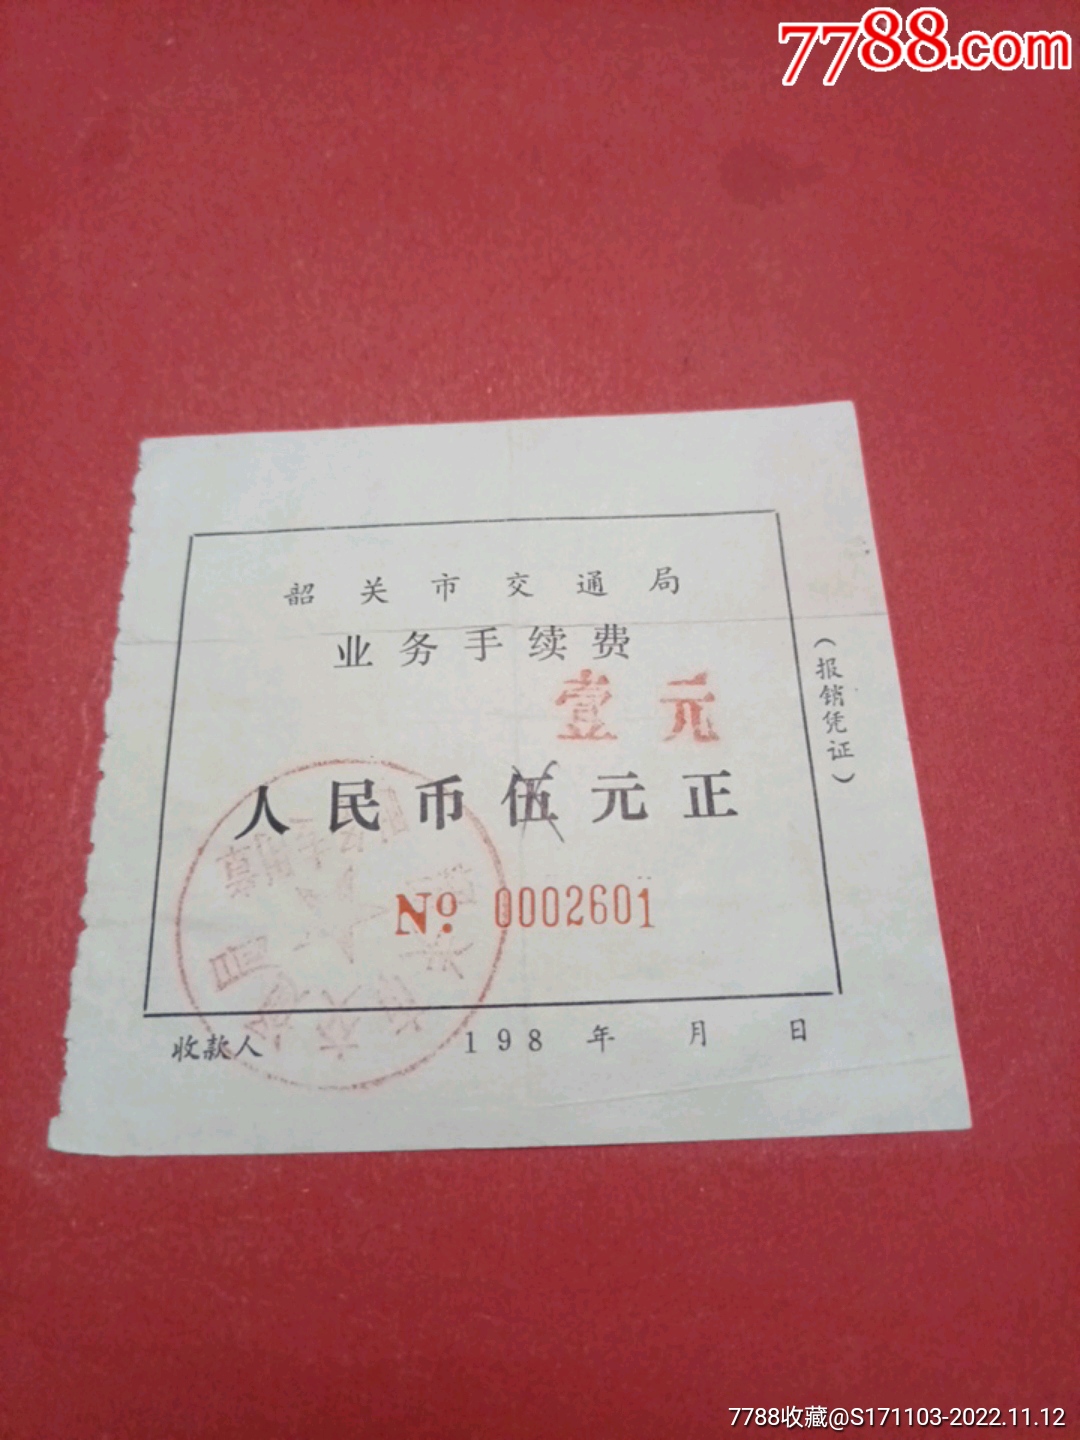 7788.com
韶关市交通局
业务手续费
壹元
人民币伍元正
No 0002601
收款人 198 年 月 日
（报销凭证）
7788收藏@S171103-2022.11.12